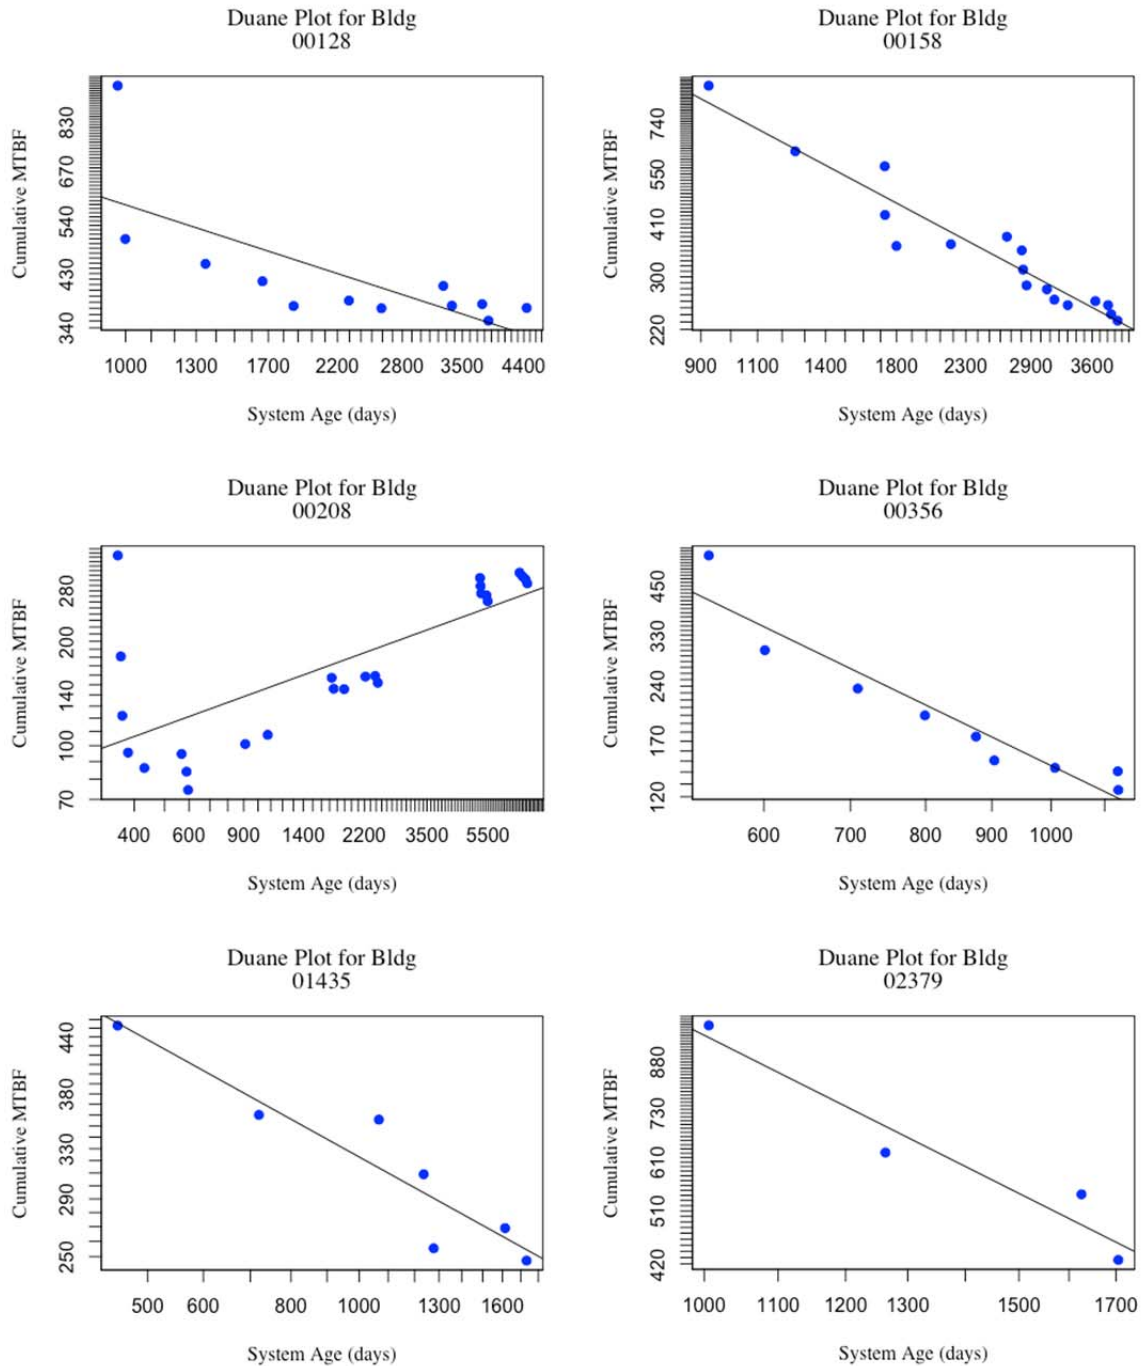 Duane Plot for Bldg
00128
Cumulative MTBF
830
670
540
430
340
1000 1300 1700 2200 2800 3500 4400
System Age (days)
Duane Plot for Bldg
00158
Cumulative MTBF
740
550
410
300
220
900 1100 1400 1800 2300 2900 3600
System Age (days)
Duane Plot for Bldg
00208
Cumulative MTBF
280
200
140
100
70
400 600 900 1400 2200 3500 5500
System Age (days)
Duane Plot for Bldg
00356
Cumulative MTBF
450
330
240
170
120
600 700 800 900 1000
System Age (days)
Duane Plot for Bldg
01435
Cumulative MTBF
440
380
330
290
250
500 600 800 1000 1300 1600
System Age (days)
Duane Plot for Bldg
02379
Cumulative MTBF
880
730
610
510
420
1000 1100 1200 1300 1500 1700
System Age (days)